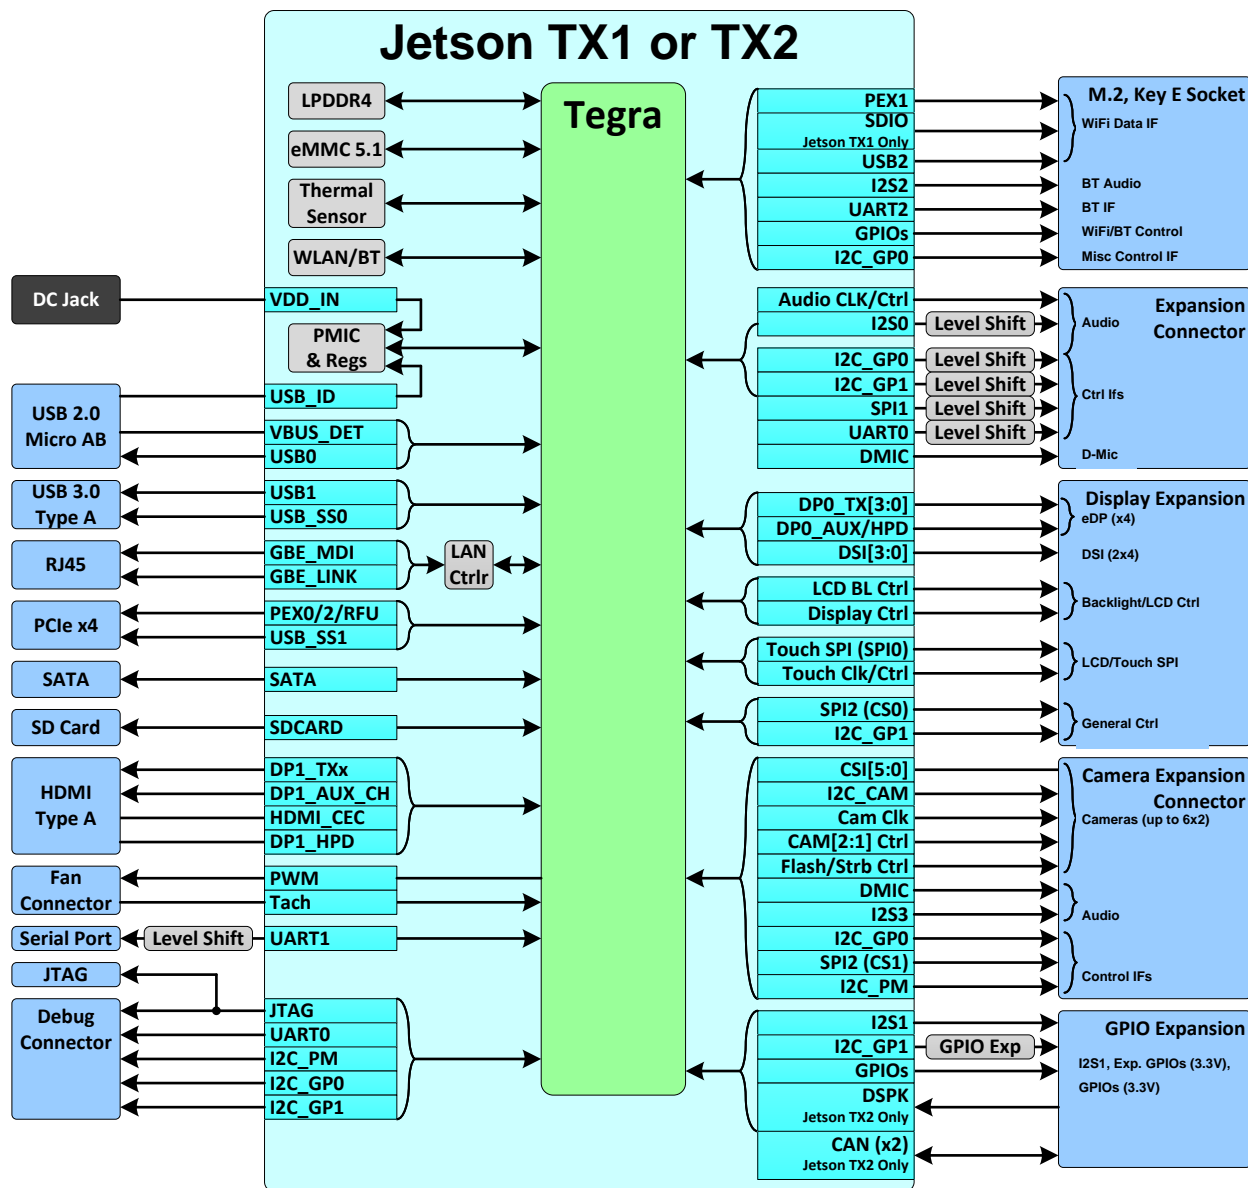 Jetson TX1 or TX2
LPDDR4
eMMC 5.1
Thermal
Sensor
WLAN/BT
DC Jack
VDD_IN
PMIC
& Regs
USB_ID
USB 2.0
Micro AB
VBUS_DET
USB0
USB 3.0
Type A
USB1
USB_SS0
RJ45
GBE_MDI
GBE_LINK
LAN
Ctrlr
PCIe x4
PEX0/2/RFU
USB_SS1
SATA
SATA
SD Card
SDCARD
HDMI
Type A
DP1_TXx
DP1_AUX_CH
HDMI_CEC
DP1_HPD
Fan
Connector
PWM
Tach
Serial Port
Level Shift
UART1
JTAG
Debug
Connector
JTAG
UART0
I2C_PM
I2C_GP0
I2C_GP1
Tegra
PEX1
SDIO
Jetson TX1 Only
USB2
I2S2
UART2
GPIOs
I2C_GP0
M.2, Key E Socket
WiFi Data IF
BT Audio
BT IF
WiFi/BT Control
Misc Control IF
Audio CLK/Ctrl
I2S0
Level Shift
I2C_GP0
Level Shift
I2C_GP1
Level Shift
SPI1
Level Shift
UART0
Level Shift
DMIC
Expansion
Connector
Audio
Ctrl Ifs
D-Mic
DP0_TX[3:0]
DP0_AUX/HPD
DSI[3:0]
LCD BL Ctrl
Display Ctrl
Touch SPI (SPI0)
Touch Clk/Ctrl
SPI2 (CS0)
I2C_GP1
Display Expansion
eDP (x4)
DSI (2x4)
Backlight/LCD Ctrl
LCD/Touch SPI
General Ctrl
CSI[5:0]
I2C_CAM
Cam Clk
CAM[2:1] Ctrl
Flash/Strb Ctrl
DMIC
I2S3
I2C_GP0
SPI2 (CS1)
I2C_PM
Camera Expansion
Connector
Cameras (up to 6x2)
Audio
Control IFs
I2S1
I2C_GP1
GPIO Exp
GPIOs
DSPK
Jetson TX2 Only
CAN (x2)
Jetson TX2 Only
GPIO Expansion
I2S1, Exp. GPIOs (3.3V),
GPIOs (3.3V)